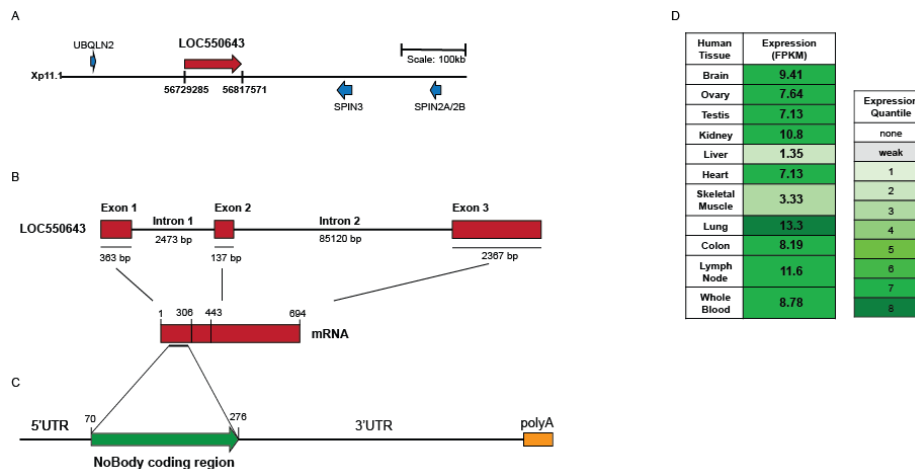 A
UBQLN2
LOC550643
Scale: 100kb
Xp11.1
56729285
56817571
SPIN3
SPIN2A/2B
B
Exon 1
Exon 2
Exon 3
LOC550643
Intron 1
Intron 2
2473 bp
85120 bp
363 bp
137 bp
2367 bp
1
306
443
694
mRNA
C
70
276
5'UTR
3'UTR
polyA
NoBody coding region
D
Human Tissue
Expression (FPKM)
Brain
9.41
Ovary
7.64
Testis
7.13
Kidney
10.8
Liver
1.35
Heart
7.13
Skeletal Muscle
3.33
Lung
13.3
Colon
8.19
Lymph Node
11.6
Whole Blood
8.78
Expression Quantile
none
weak
1
2
3
4
5
6
7
8